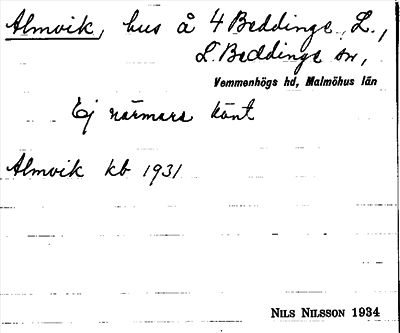 Almvik, hus å 4 Beddinge, L.,
L. Beddinge sn,
Vemmenhögs hd, Malmöhus län
Ej närmare känt
Almvik kb 1931
NILS NILSSON 1934